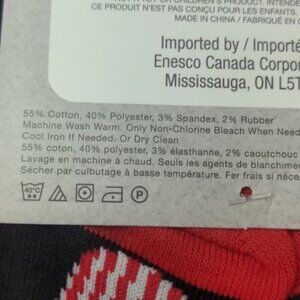 CE PRODUIT N'EST PAS CONÇU POUR LES ENFANTS.
MADE IN CHINA / FABRIQUÉ EN
Imported by / Importé
Enesco Canada Corpor
Mississauga, ON L5T
55% Cotton, 40% Polyester, 3% Spandex, 2% Rubber
Machine Wash Warm. Only Non-Chlorine Bleach When Need
Cool Iron If Needed. Or Dry Clean
55% coton, 40% polyester, 3% élasthanne, 2% caoutchouc
Lavage en machine à chaud. Seuls les agents de blanchime
Sécher par culbutage à basse température. Fer frais si néces
40°C
P